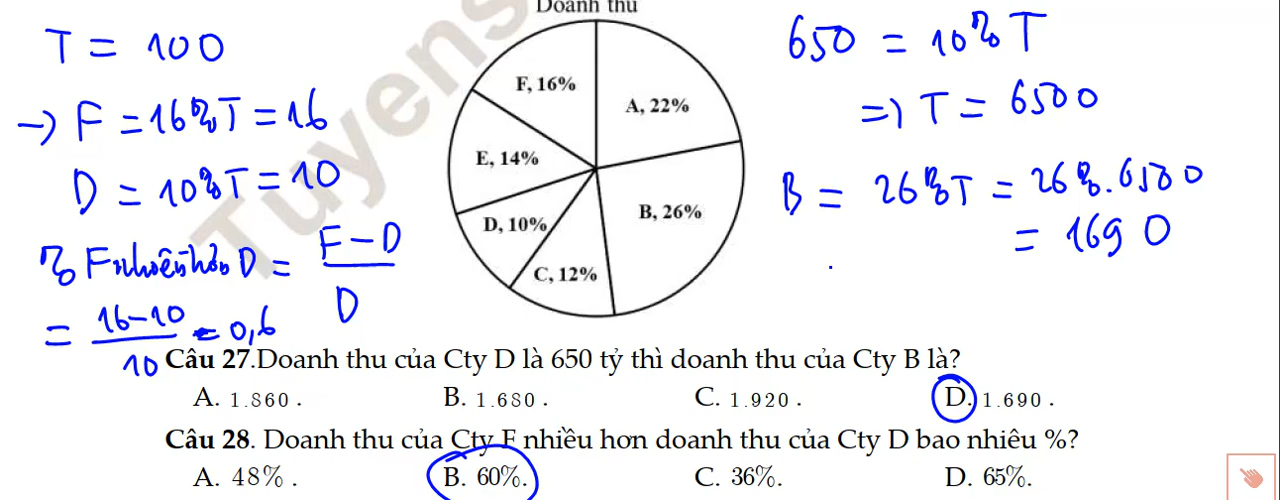 Doanh thu
T = 100
→ F = 16% T = 16
D = 10% T = 10
% F nhiều hơn D = F - D / D
= 16 - 10 / 10 = 0,6
F, 16%
A, 22%
E, 14%
B, 26%
D, 10%
C, 12%
650 = 10% T
=> T = 6500
B = 26% T = 26%. 6500
= 1690
Tuyens
Câu 27.Doanh thu của Cty D là 650 tỷ thì doanh thu của Cty B là?
A. 1.860 . B. 1.680 . C. 1.920 . D. 1.690 .
Câu 28. Doanh thu của Cty F nhiều hơn doanh thu của Cty D bao nhiêu %?
A. 48% . B. 60%. C. 36%. D. 65%.